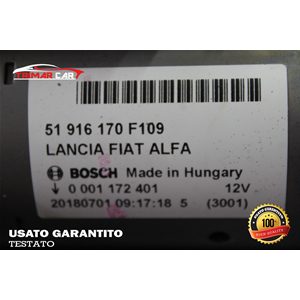 51 916 170 F109
LANCIA FIAT ALFA
BOSCH Made in Hungary
0 001 172 401 12V
20180701 09:17:18 5 (3001)
USATO GARANTITO
TESTATO
100